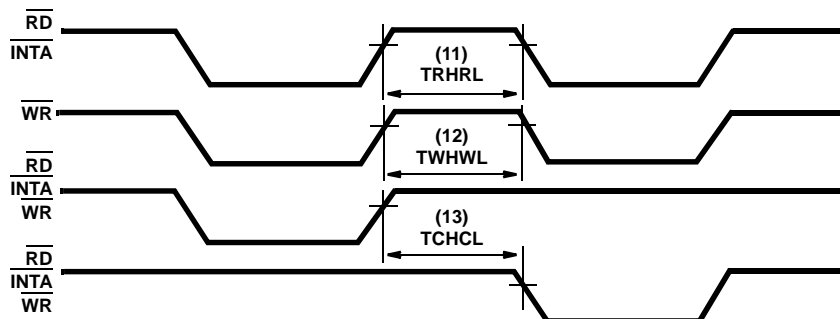 RD
INTA
(11)
TRHRL
WR
(12)
TWHWL
RD
INTA
WR
(13)
TCHCL
RD
INTA
WR